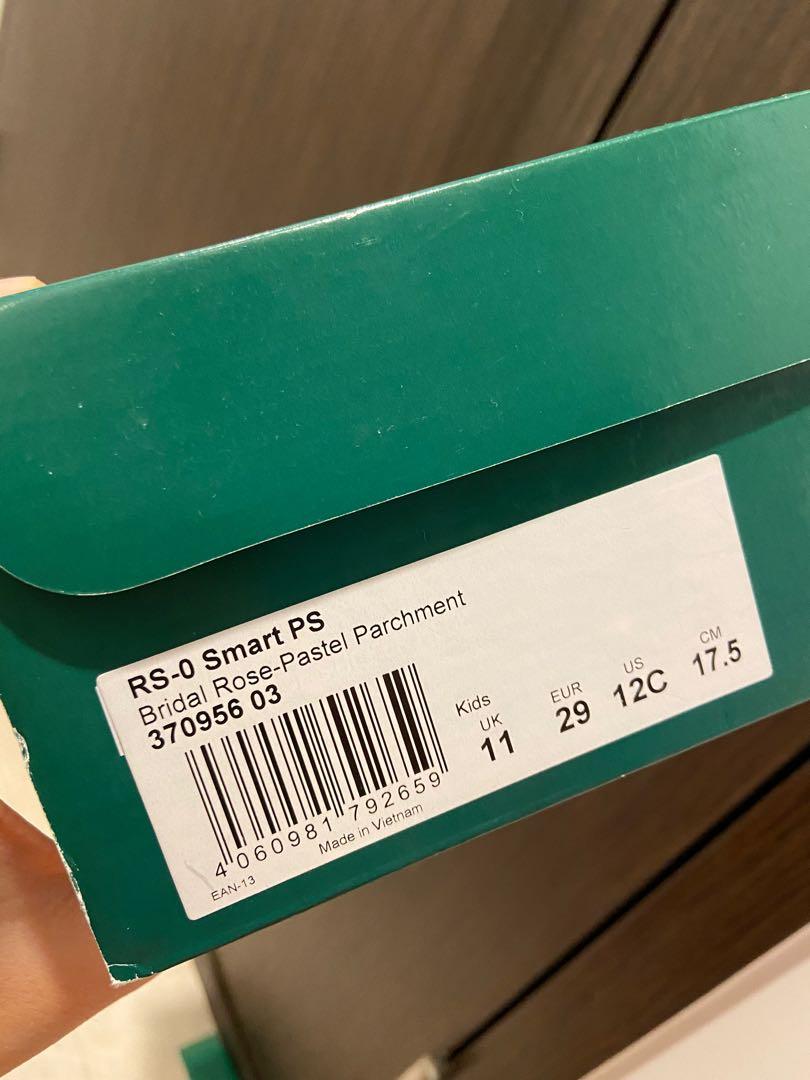 RS-0 Smart PS
Bridal Rose-Pastel Parchment
370956 03
Kids
UK EUR US CM
11 29 12C 17.5
4 060981 792659
EAN-13 Made in Vietnam